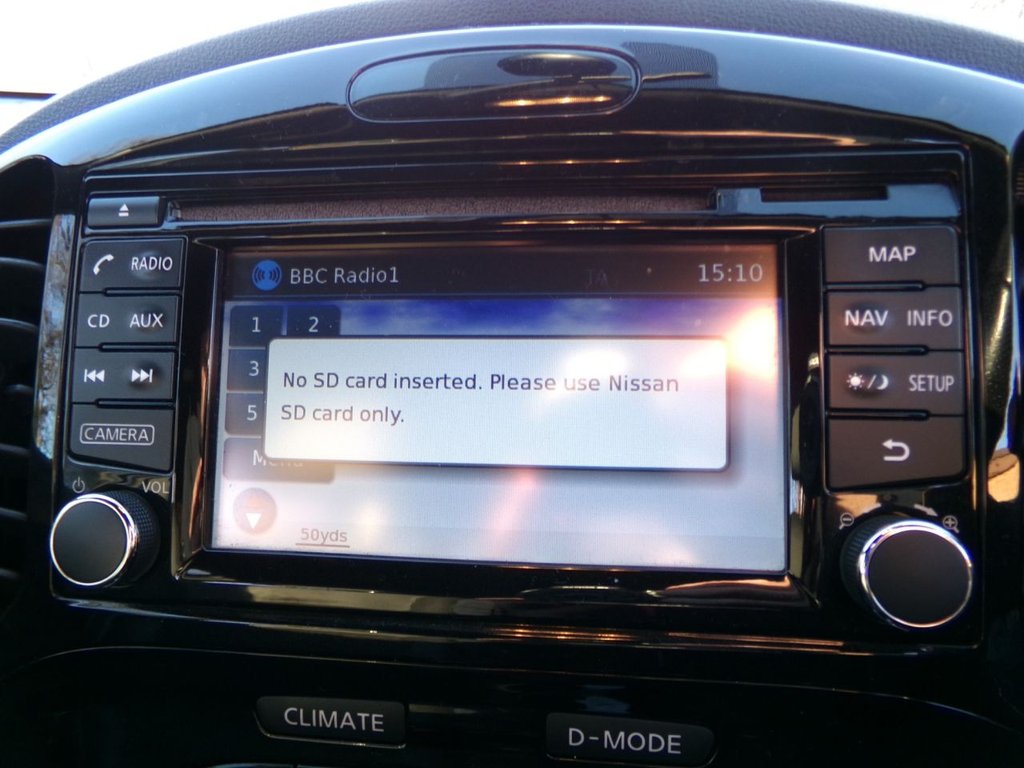 BBC Radio1 TA 15:10
1 2
3
5
No SD card inserted. Please use Nissan
SD card only.
Menu
50yds
RADIO
CD AUX
CAMERA
VOL
MAP
NAV INFO
SETUP
CLIMATE
D-MODE